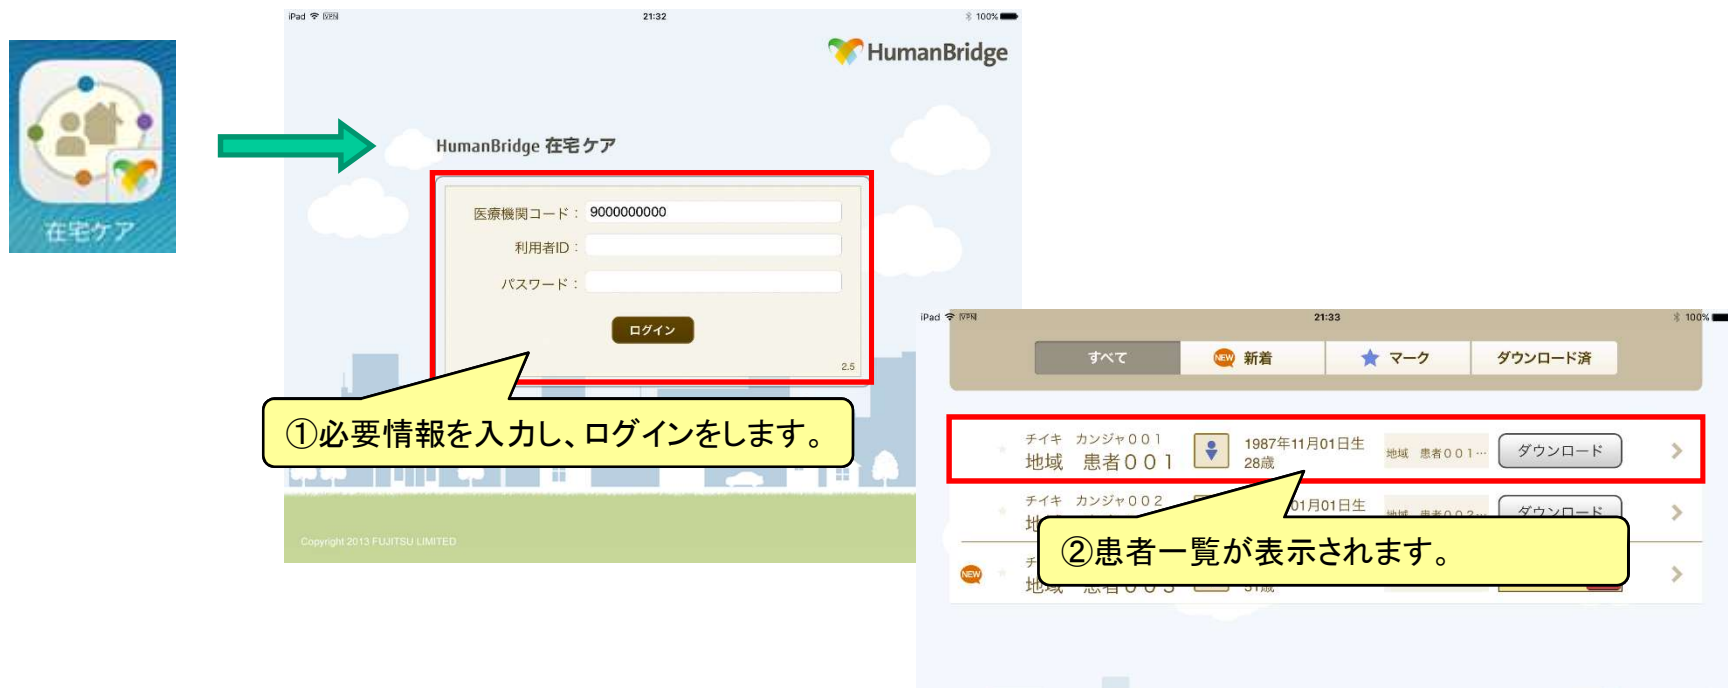 在宅ケア
iPad VPN 21:32 100%
HumanBridge
HumanBridge 在宅ケア
医療機関コード： 9000000000
利用者ID：
パスワード：
ログイン
2.5
①必要情報を入力し、ログインをします。
Copyright 2013 FUJITSU LIMITED
iPad VPN 21:33 100%
すべて NEW 新着 マーク ダウンロード済
チイキ カンジャ００１
地域 患者００１
1987年11月01日生
28歳
地域 患者００１… ダウンロード
チイキ カンジャ００２
01月01日生
ダウンロード
②患者一覧が表示されます。
NEW